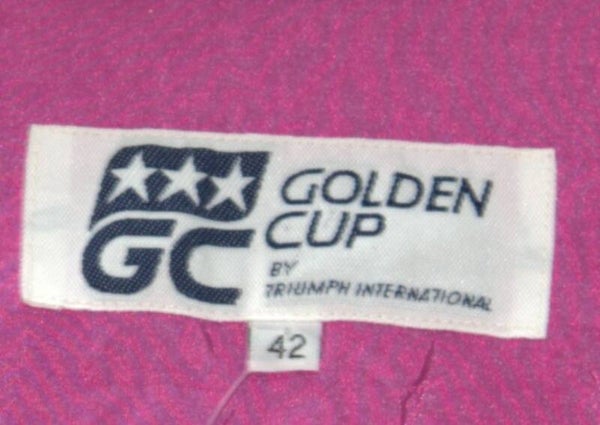 GC
GOLDEN
CUP
BY
TRIUMPH INTERNATIONAL
42